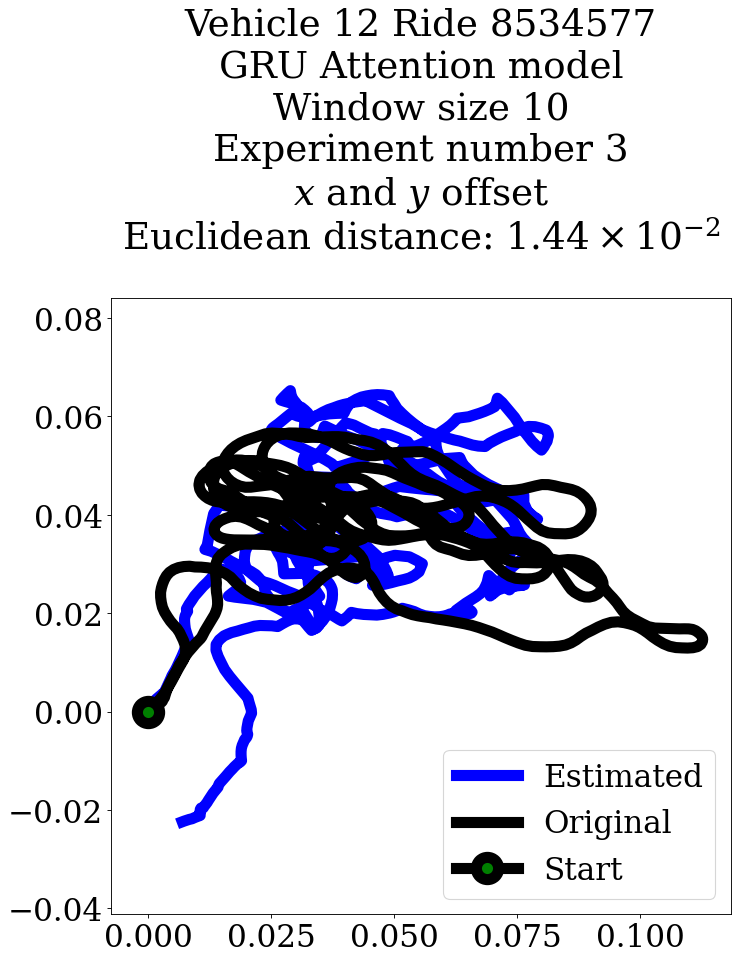 Vehicle 12 Ride 8534577
GRU Attention model
Window size 10
Experiment number 3
x and y offset
Euclidean distance: 1.44 × 10⁻²
0.08
0.06
0.04
0.02
0.00
−0.02
−0.04
0.000 0.025 0.050 0.075 0.100
Estimated
Original
Start